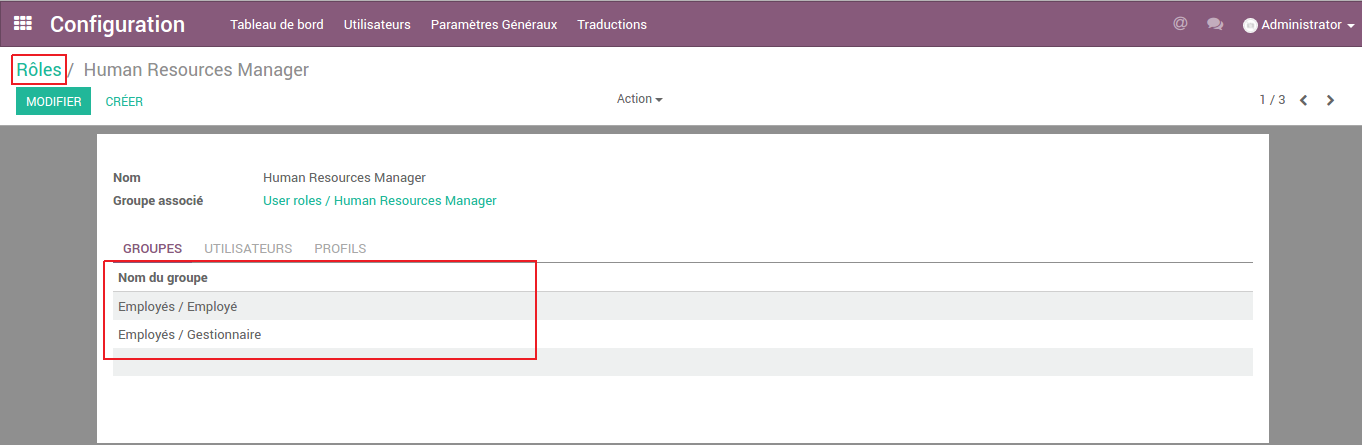 Configuration Tableau de bord Utilisateurs Paramètres Généraux Traductions @ Administrator
Rôles / Human Resources Manager
MODIFIER CRÉER Action 1 / 3
Nom Human Resources Manager
Groupe associé User roles / Human Resources Manager
GROUPES UTILISATEURS PROFILS
Nom du groupe
Employés / Employé
Employés / Gestionnaire